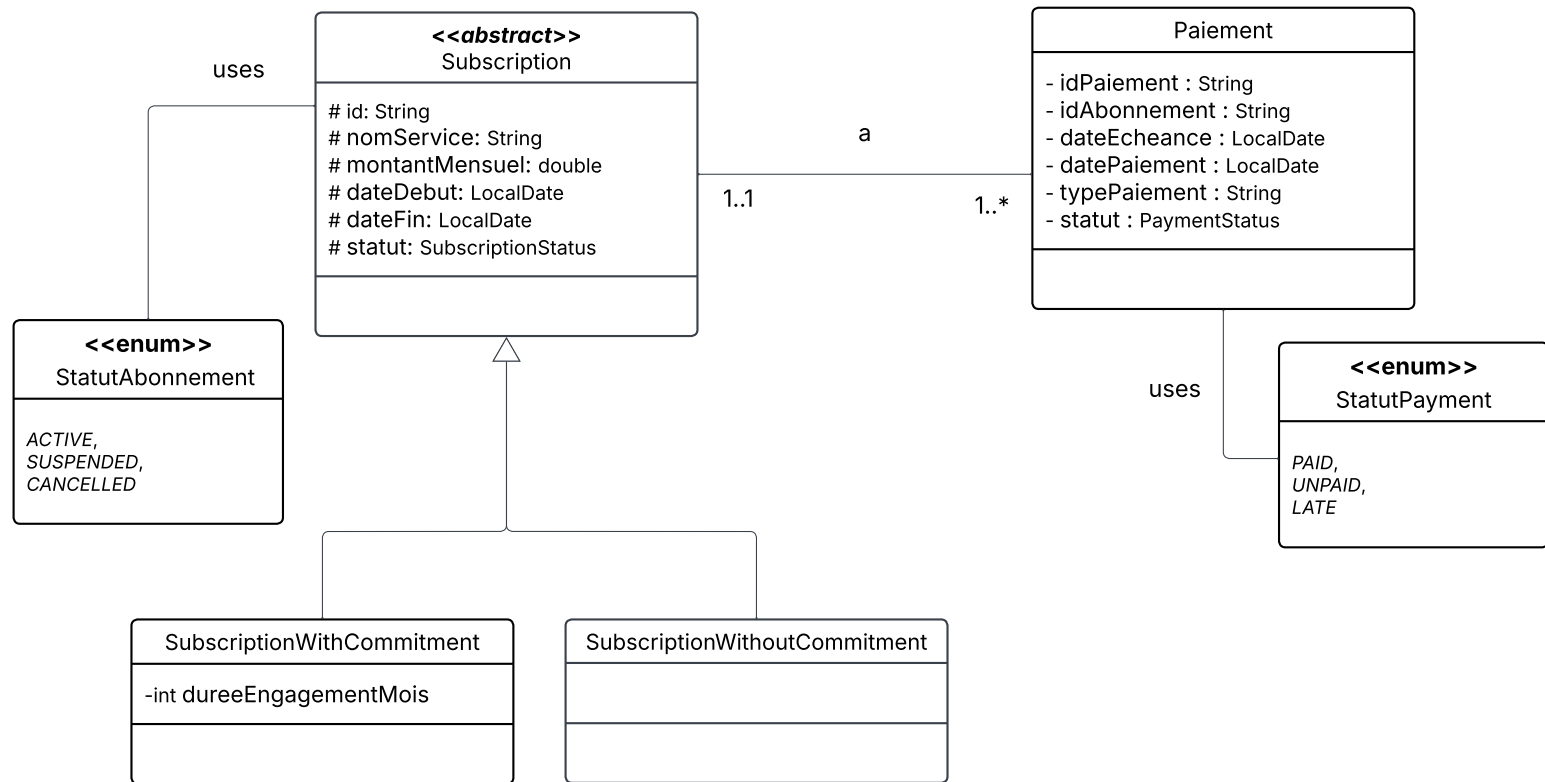 uses
<<abstract>>
Subscription
# id: String
# nomService: String
# montantMensuel: double
# dateDebut: LocalDate
# dateFin: LocalDate
# statut: SubscriptionStatus
a
1..1
1..*
Paiement
- idPaiement : String
- idAbonnement : String
- dateEcheance : LocalDate
- datePaiement : LocalDate
- typePaiement : String
- statut : PaymentStatus
<<enum>>
StatutAbonnement
ACTIVE,
SUSPENDED,
CANCELLED
uses
<<enum>>
StatutPayment
PAID,
UNPAID,
LATE
SubscriptionWithCommitment
-int dureeEngagementMois
SubscriptionWithoutCommitment